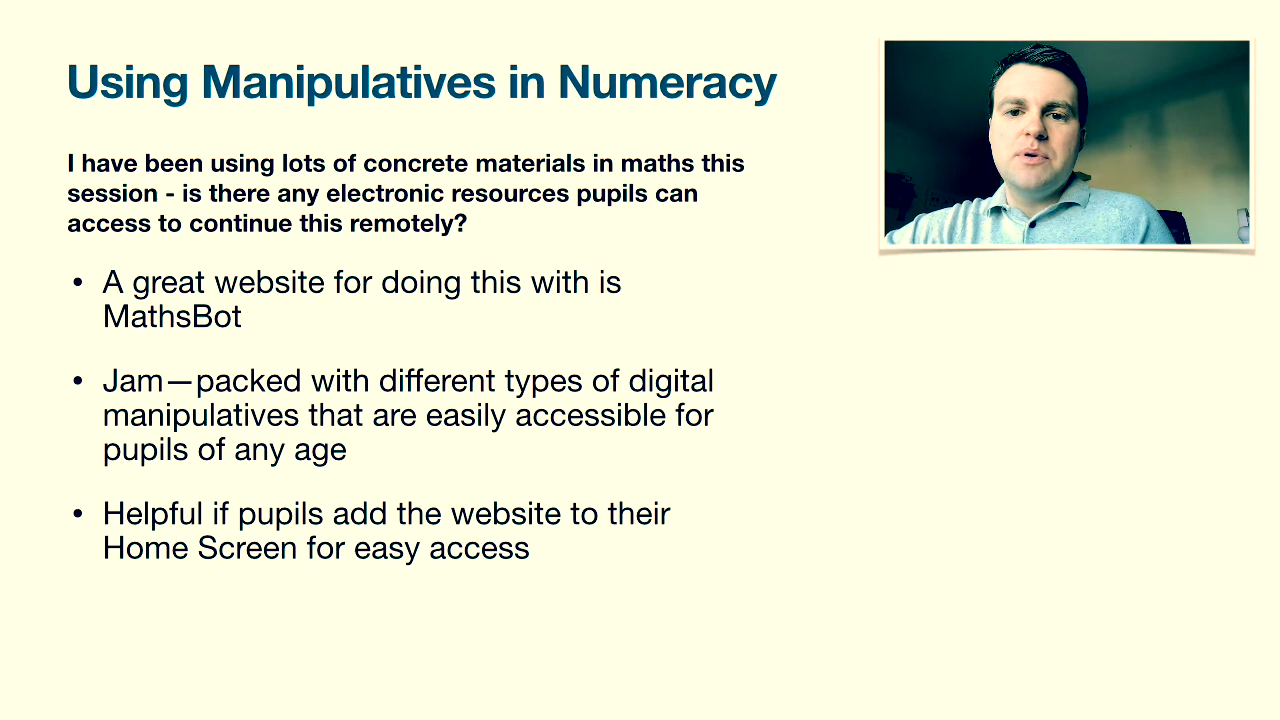 Using Manipulatives in Numeracy
I have been using lots of concrete materials in maths this
session - is there any electronic resources pupils can
access to continue this remotely?
• A great website for doing this with is
MathsBot
• Jam—packed with different types of digital
manipulatives that are easily accessible for
pupils of any age
• Helpful if pupils add the website to their
Home Screen for easy access